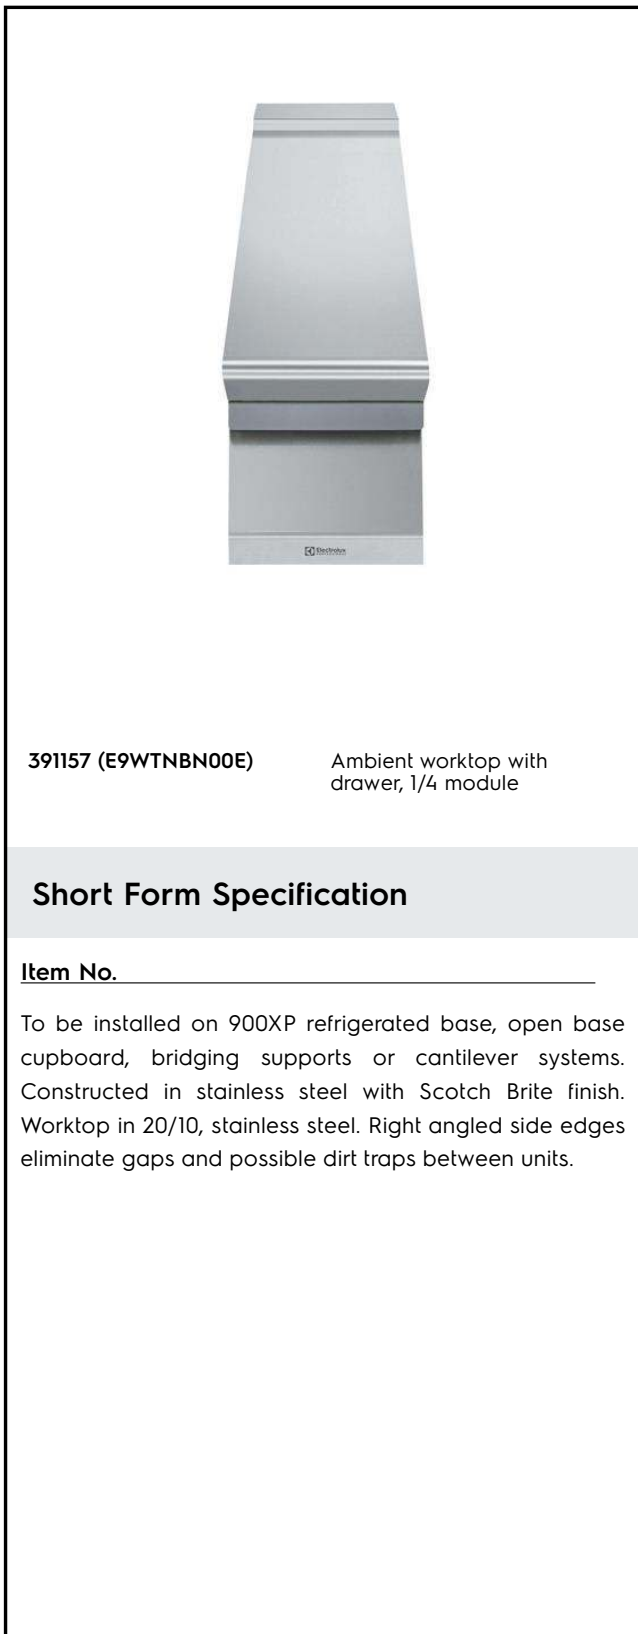 Electrolux
391157 (E9WTNBN00E)
Ambient worktop with
drawer, 1/4 module
Short Form Specification
Item No.
To be installed on 900XP refrigerated base, open base
cupboard, bridging supports or cantilever systems.
Constructed in stainless steel with Scotch Brite finish.
Worktop in 20/10, stainless steel. Right angled side edges
eliminate gaps and possible dirt traps between units.